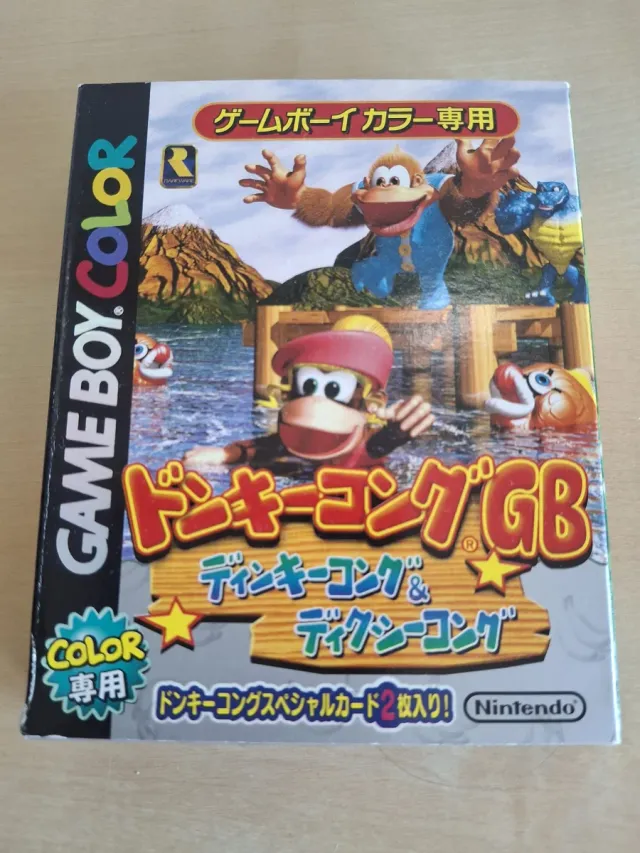 ゲームボーイ カラー専用
R
RAREWARE
GAME BOY® COLOR
ドンキーコング®GB
ディンキーコング&
ディクシーコング
COLOR
専用
ドンキーコングスペシャルカード2枚入り!
Nintendo